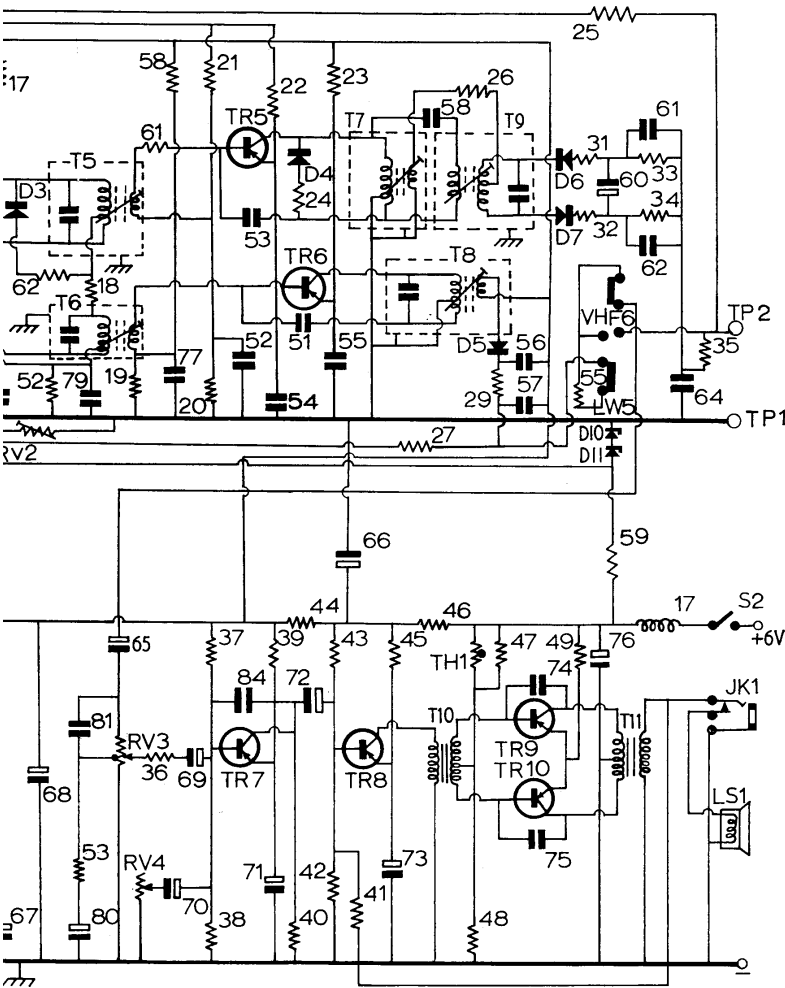 25
17
58
21
22
23
26
61
TR5
T7
58
T9
61
T5
D4
D6
31
33
D3
24
60
34
53
D7
32
62
TR6
T8
62
18
T6
VHF6
TP2
51
52
55
D5
56
35
77
57
55
52
79
19
20
54
29
LW5
64
TP1
RV2
27
D10
D11
66
59
44
46
17
S2
+6V
65
37
39
43
45
TH1
47
49
76
84
72
74
JK1
81
RV3
T10
T11
36
69
TR7
TR8
TR9
TR10
68
LS1
53
RV4
71
42
73
75
70
41
67
80
38
40
48